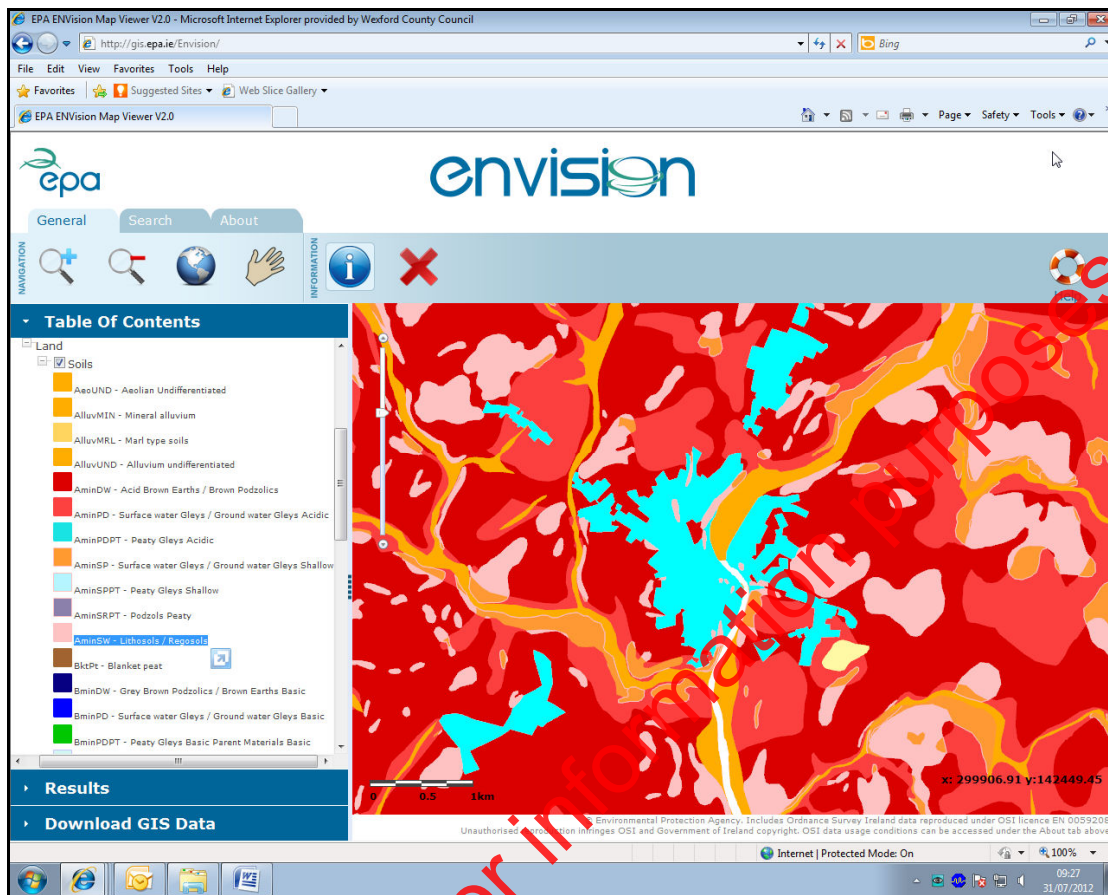 EPA ENVision Map Viewer V2.0 - Microsoft Internet Explorer provided by Wexford County Council
http://gis.epa.ie/Envision/
Bing
File Edit View Favorites Tools Help
Favorites Suggested Sites Web Slice Gallery
EPA ENVision Map Viewer V2.0
Page Safety Tools
epa
envision
General Search About
NAVIGATION
INFORMATION
Help
Table Of Contents
Land
Soils
AeoUND - Aeolian Undifferentiated
AlluvMIN - Mineral alluvium
AlluvMRL - Marl type soils
AlluvUND - Alluvium undifferentiated
AminDW - Acid Brown Earths / Brown Podzolics
AminPD - Surface water Gleys / Ground water Gleys Acidic
AminPDPT - Peaty Gleys Acidic
AminSP - Surface water Gleys / Ground water Gleys Shallow
AminSPPT - Peaty Gleys Shallow
AminSRPT - Podzols Peaty
AminSW - Lithosols / Regosols
BktPt - Blanket peat
BminDW - Grey Brown Podzolics / Brown Earths Basic
BminPD - Surface water Gleys / Ground water Gleys Basic
BminPDPT - Peaty Gleys Basic Parent Materials Basic
Results
Download GIS Data
0 0.5 1km
x: 299906.91 y:142449.45
Environmental Protection Agency. Includes Ordnance Survey Ireland data reproduced under OSI licence EN 0059208
Unauthorised reproduction infringes OSI and Government of Ireland copyright. OSI data usage conditions can be accessed under the About tab above
or information purposes
Internet | Protected Mode: On
100%
09:27
31/07/2012